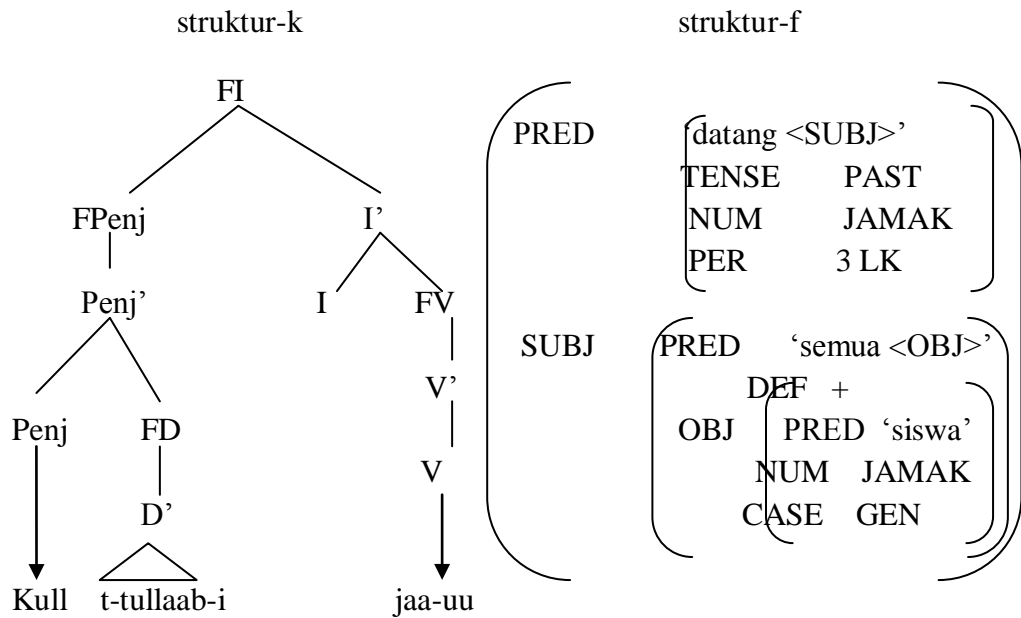 struktur-k struktur-f
FI
PRED ‘datang <SUBJ>’
TENSE PAST
FPenj I’ NUM JAMAK
PER 3 LK
Penj’ I FV
SUBJ PRED ‘semua <OBJ>’
V’ DEF +
Penj FD OBJ PRED ‘siswa’
V NUM JAMAK
D’ CASE GEN
Kull t-tullaab-i jaa-uu